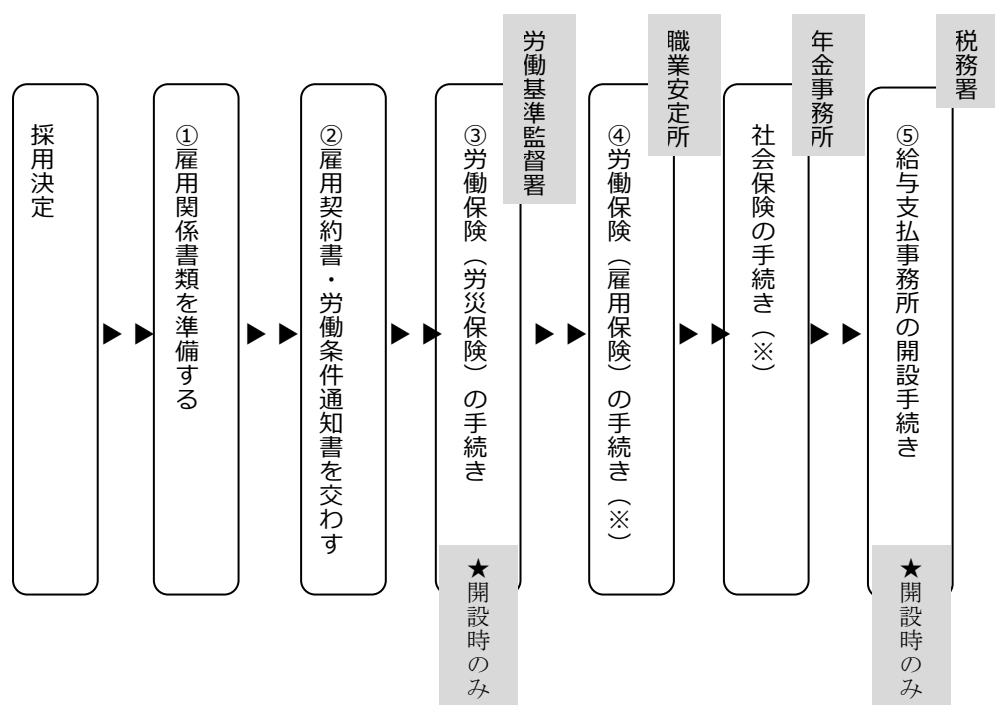 採用決定
①雇用関係書類を準備する
②雇用契約書・労働条件通知書を交わす
労働基準監督署
③労働保険（労災保険）の手続き
★開設時のみ
職業安定所
④労働保険（雇用保険）の手続き（※）
年金事務所
社会保険の手続き（※）
税務署
⑤給与支払事務所の開設手続き
★開設時のみ